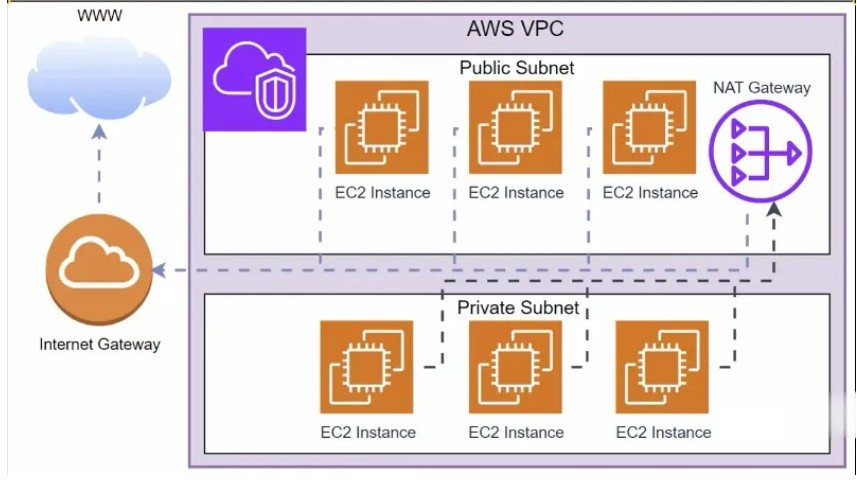 WWW
AWS VPC
Public Subnet
NAT Gateway
EC2 Instance
EC2 Instance
EC2 Instance
Internet Gateway
Private Subnet
EC2 Instance
EC2 Instance
EC2 Instance